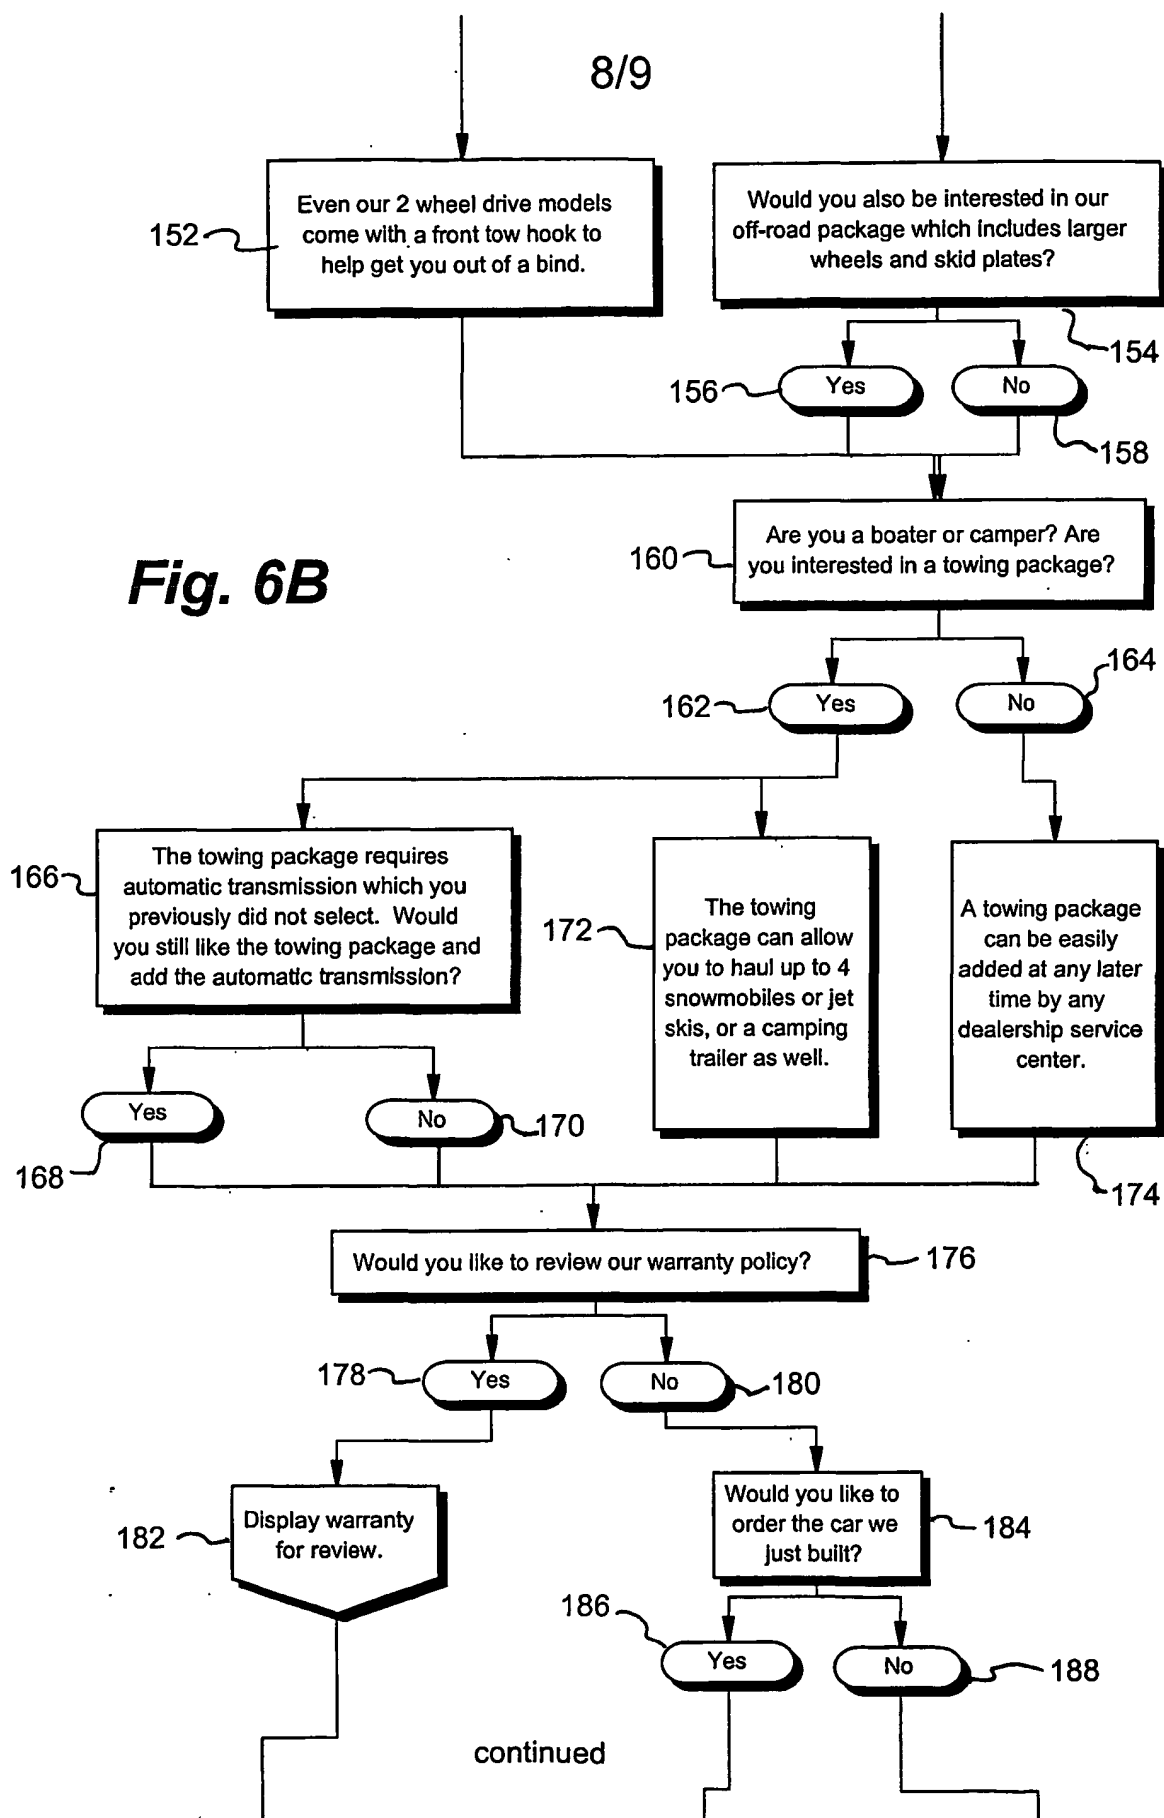 8/9
152
Even our 2 wheel drive models
come with a front tow hook to
help get you out of a bind.
Would you also be interested in our
off-road package which includes larger
wheels and skid plates?
154
156
Yes
No
158
Fig. 6B
160
Are you a boater or camper? Are
you interested in a towing package?
162
Yes
No
164
166
The towing package requires
automatic transmission which you
previously did not select. Would
you still like the towing package and
add the automatic transmission?
172
The towing
package can allow
you to haul up to 4
snowmobiles or jet
skis, or a camping
trailer as well.
A towing package
can be easily
added at any later
time by any
dealership service
center.
174
168
Yes
No
170
Would you like to review our warranty policy?
176
178
Yes
No
180
182
Display warranty
for review.
Would you like to
order the car we
just built?
184
186
Yes
No
188
continued